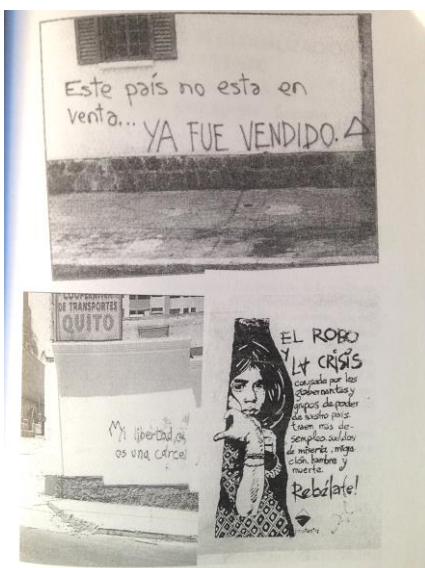 Este país no esta en
venta... YA FUE VENDIDO.
COOPERATIVA
DE TRANSPORTES
QUITO
Mi libertad
es una cárcel
EL ROBO
Y
LA CRISIS
causada por los
gobernantes y
grupos de poder
de nustro país.
traen más de-
sempleo, sueldos
de miseria, migra
ción, hambre y
muerte.
Rebélate!